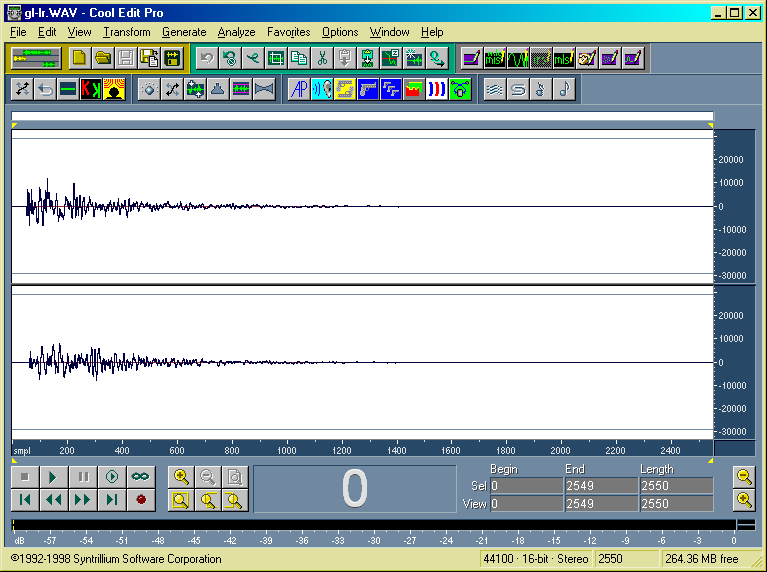 gl-lr.WAV - Cool Edit Pro
File Edit View Transform Generate Analyze Favorites Options Window Help
mls mls
AP
20000
10000
0
-10000
-20000
-30000
20000
10000
0
-10000
-20000
-30000
smpl 200 400 600 800 1000 1200 1400 1600 1800 2000 2200 2400
Begin End Length
Sel 0 2549 2550
View 0 2549 2550
0
dB -57 -54 -51 -48 -45 -42 -39 -36 -33 -30 -27 -24 -21 -18 -15 -12 -9 -6 -3 0
©1992-1998 Syntrillium Software Corporation 44100 · 16-bit · Stereo 2550 264.36 MB free